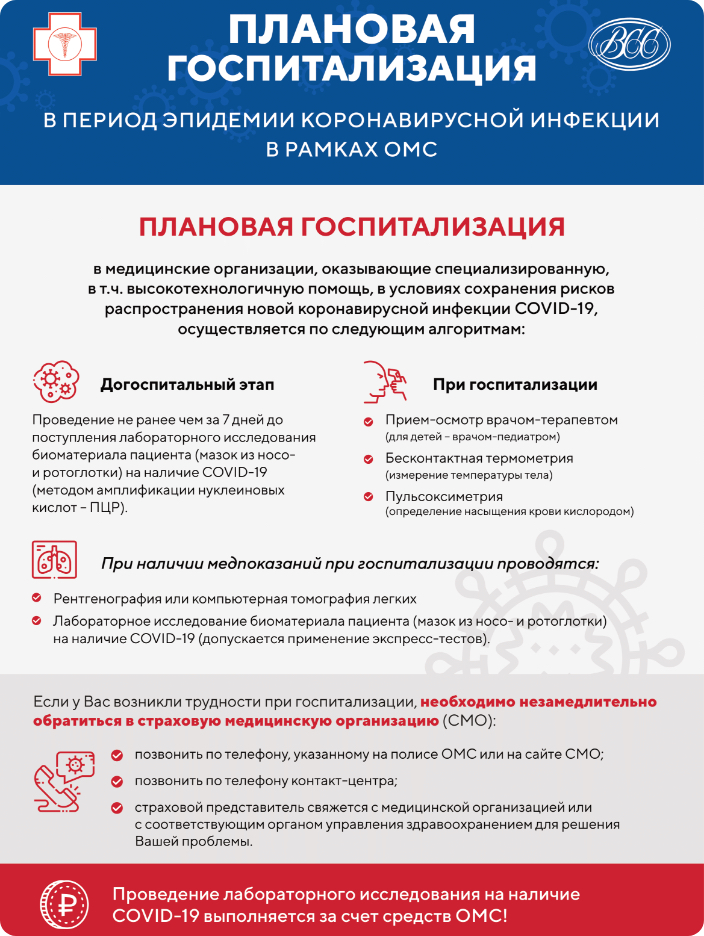 ПЛАНОВАЯ
ГОСПИТАЛИЗАЦИЯ
ВСС
В ПЕРИОД ЭПИДЕМИИ КОРОНАВИРУСНОЙ ИНФЕКЦИИ
В РАМКАХ ОМС
ПЛАНОВАЯ ГОСПИТАЛИЗАЦИЯ
в медицинские организации, оказывающие специализированную,
в т.ч. высокотехнологичную помощь, в условиях сохранения рисков
распространения новой коронавирусной инфекции COVID-19,
осуществляется по следующим алгоритмам:
Догоспитальный этап
Проведение не ранее чем за 7 дней до
поступления лабораторного исследования
биоматериала пациента (мазок из носо-
и ротоглотки) на наличие COVID-19
(методом амплификации нуклеиновых
кислот – ПЦР).
При госпитализации
Прием-осмотр врачом-терапевтом
(для детей – врачом-педиатром)
Бесконтактная термометрия
(измерение температуры тела)
Пульсоксиметрия
(определение насыщения крови кислородом)
При наличии медпоказаний при госпитализации проводятся:
Рентгенография или компьютерная томография легких
Лабораторное исследование биоматериала пациента (мазок из носо- и ротоглотки)
на наличие COVID-19 (допускается применение экспресс-тестов).
Если у Вас возникли трудности при госпитализации, необходимо незамедлительно
обратиться в страховую медицинскую организацию (СМО):
позвонить по телефону, указанному на полисе ОМС или на сайте СМО;
позвонить по телефону контакт-центра;
страховой представитель свяжется с медицинской организацией или
с соответствующим органом управления здравоохранением для решения
Вашей проблемы.
Проведение лабораторного исследования на наличие
COVID-19 выполняется за счет средств ОМС!